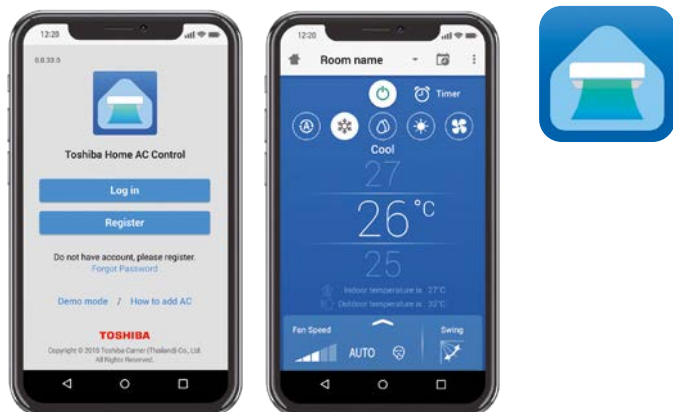 12:20
0.0.33.0
Toshiba Home AC Control
Log in
Register
Do not have account, please register.
Forgot Password
Demo mode / How to add AC
TOSHIBA
Copyright © 2018 Toshiba Carrier (Thailand) Co., Ltd.
All Rights Reserved.
12:20
Room name
Timer
A
Cool
27
26°C
25
Indoor temperature is 27°C
Outdoor temperature is 32°C
Fan Speed
Swing
AUTO